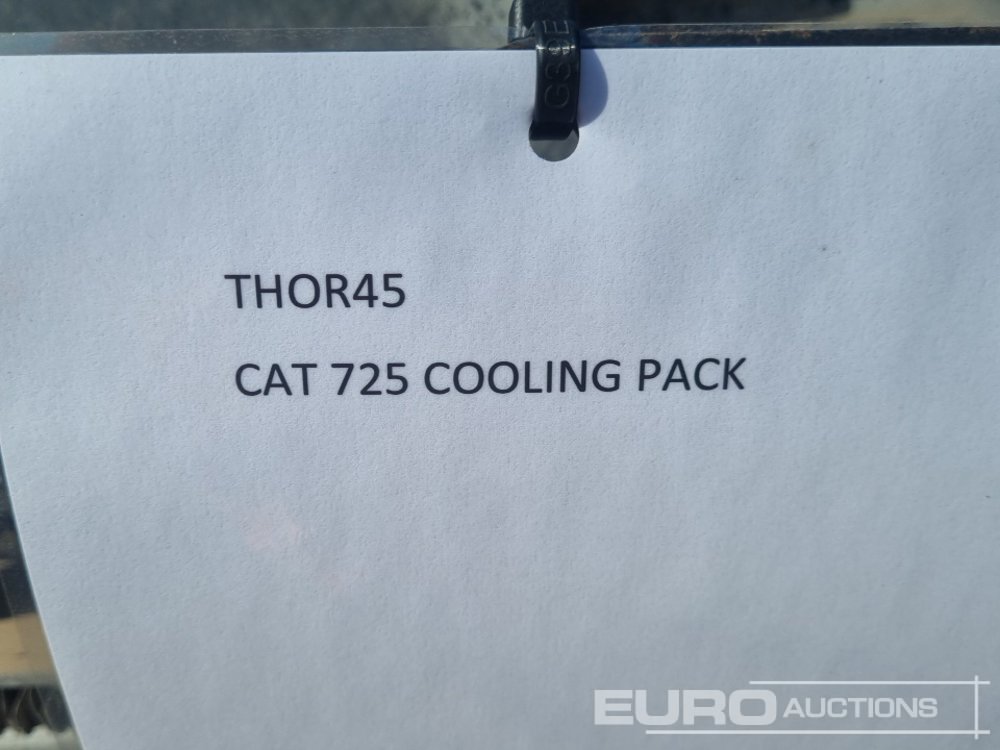 THOR45
CAT 725 COOLING PACK
EURO AUCTIONS